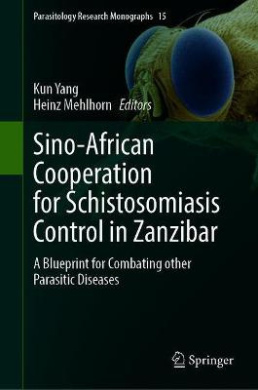 Parasitology Research Monographs 15
Kun Yang
Heinz Mehlhorn Editors
Sino-African
Cooperation
for Schistosomiasis
Control in Zanzibar
A Blueprint for Combating other
Parasitic Diseases
Springer